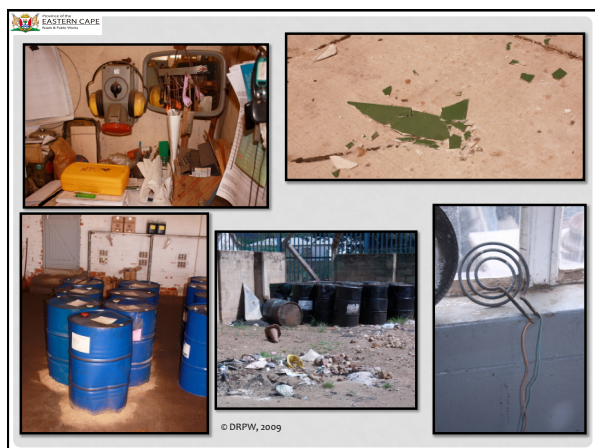 Province of the
EASTERN CAPE
Roads & Public Works
© DRPW, 2009